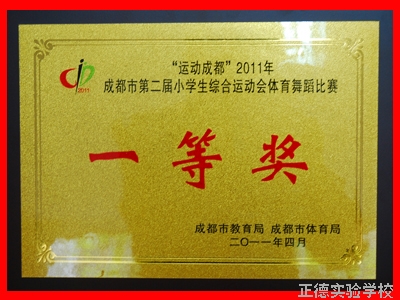 “运动成都”2011年
成都市第二届小学生综合运动会体育舞蹈比赛
2011
一等奖
成都市教育局 成都市体育局
二〇一一年四月
正德实验学校